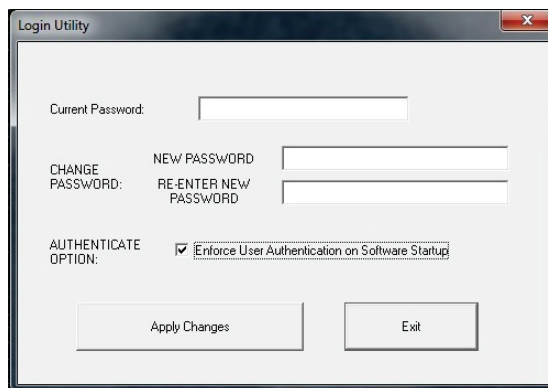 Login Utility
Current Password:
CHANGE
PASSWORD:
NEW PASSWORD
RE-ENTER NEW
PASSWORD
AUTHENTICATE
OPTION:
Enforce User Authentication on Software Startup
Apply Changes
Exit